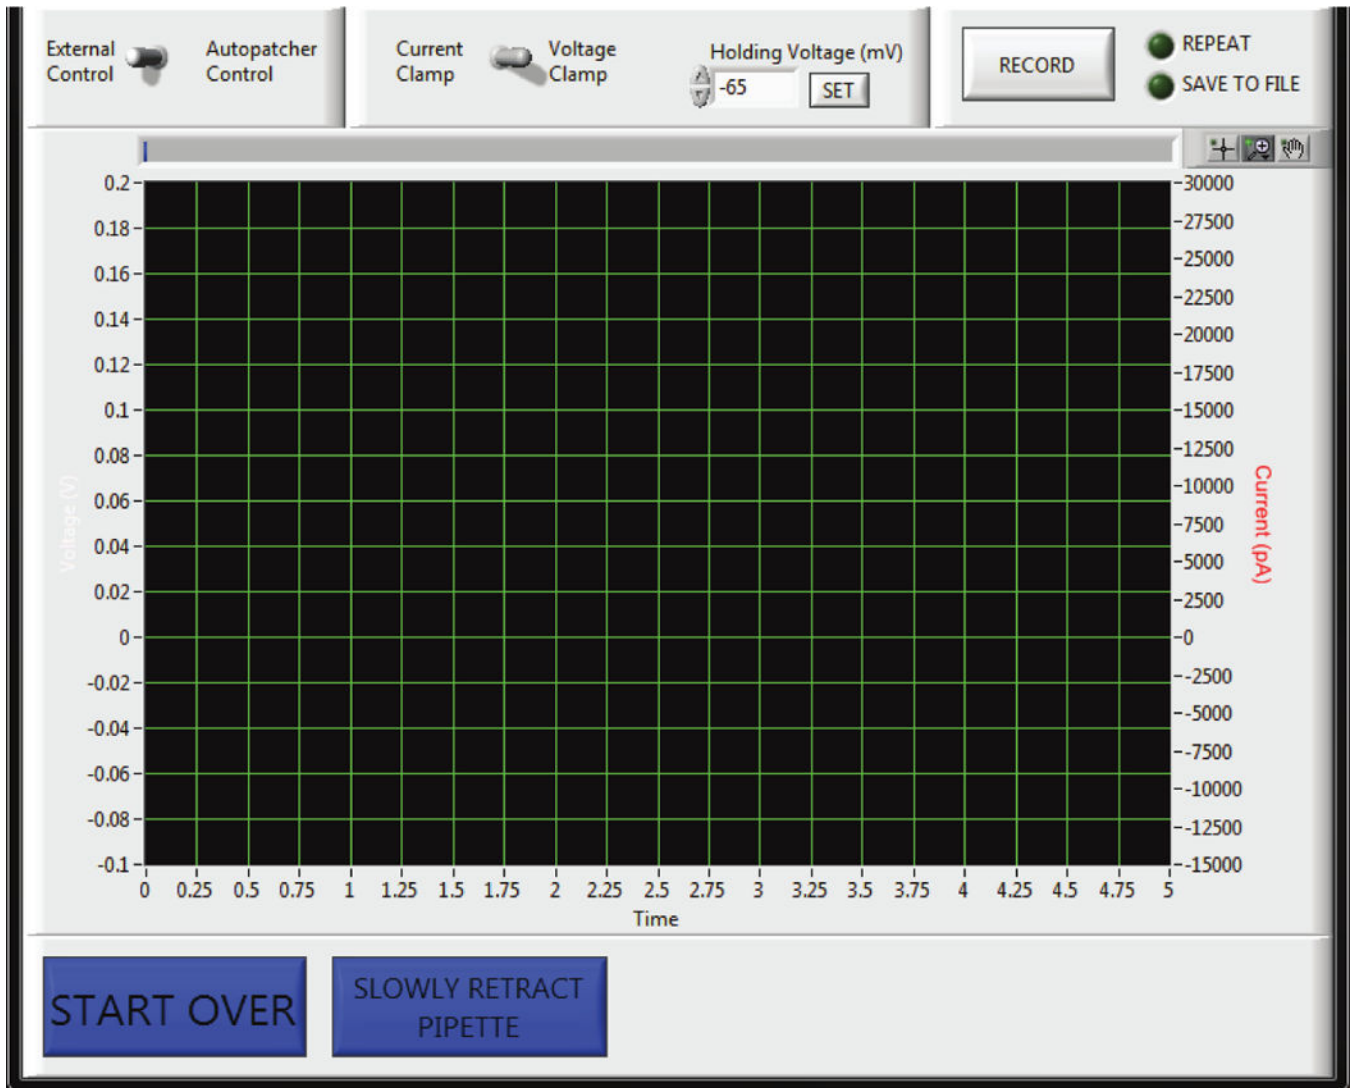 External
Control
Autopatcher
Control
Current
Clamp
Voltage
Clamp
Holding Voltage (mV)
-65
SET
RECORD
REPEAT
SAVE TO FILE
0.2
0.18
0.16
0.14
0.12
0.1
0.08
0.06
0.04
0.02
0
-0.02
-0.04
-0.06
-0.08
-0.1
Voltage (V)
30000
27500
25000
22500
20000
17500
15000
12500
10000
7500
5000
2500
0
-2500
-5000
-7500
-10000
-12500
-15000
Current (pA)
0 0.25 0.5 0.75 1 1.25 1.5 1.75 2 2.25 2.5 2.75 3 3.25 3.5 3.75 4 4.25 4.5 4.75 5
Time
START OVER
SLOWLY RETRACT
PIPETTE